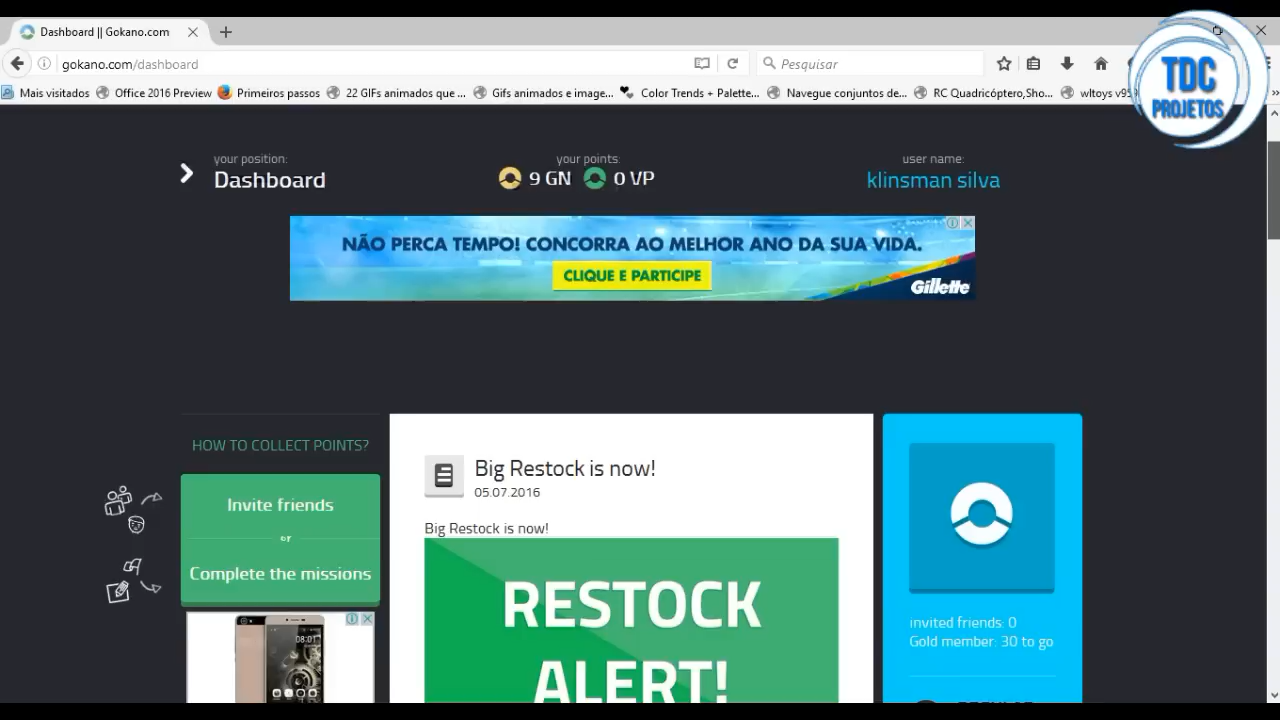 Dashboard || Gokano.com
gokano.com/dashboard
Pesquisar
Mais visitados
Office 2016 Preview
Primeiros passos
22 GIFs animados que ...
Gifs animados e image...
Color Trends + Palette...
Navegue conjuntos de...
RC Quadricóptero,Sho...
wltoys v95
TDC
PROJETOS
your position:
Dashboard
your points:
9 GN
0 VP
user name:
klinsman silva
NÃO PERCA TEMPO! CONCORRA AO MELHOR ANO DA SUA VIDA.
CLIQUE E PARTICIPE
Gillette
HOW TO COLLECT POINTS?
Invite friends
or
Complete the missions
08:01
Big Restock is now!
05.07.2016
Big Restock is now!
RESTOCK
ALERT!
invited friends: 0
Gold member: 30 to go